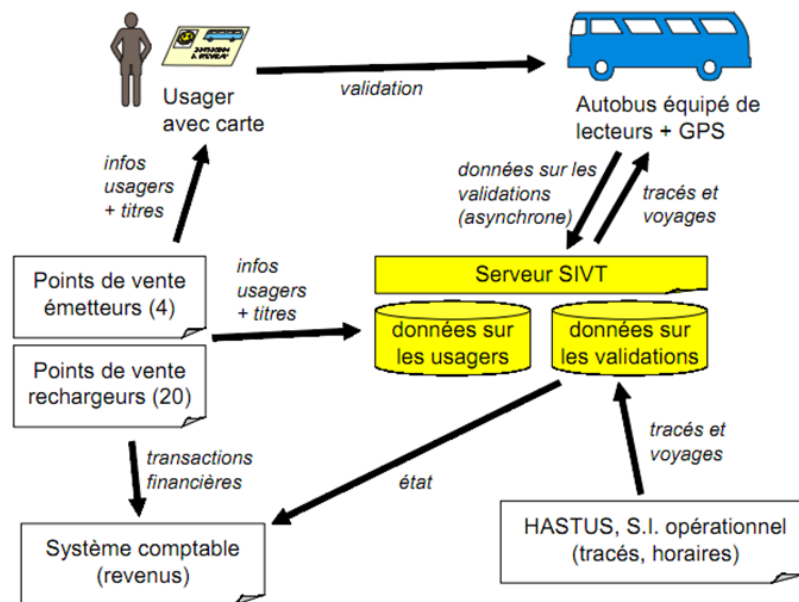 Usager
avec carte
validation
Autobus équipé de
lecteurs + GPS
infos
usagers
+ titres
données sur les
validations
(asynchrone)
tracés et
voyages
Points de vente
émetteurs (4)
infos
usagers
+ titres
Serveur SIVT
données sur
les usagers
données sur
les validations
Points de vente
rechargeurs (20)
transactions
financières
état
tracés et
voyages
Système comptable
(revenus)
HASTUS, S.I. opérationnel
(tracés, horaires)